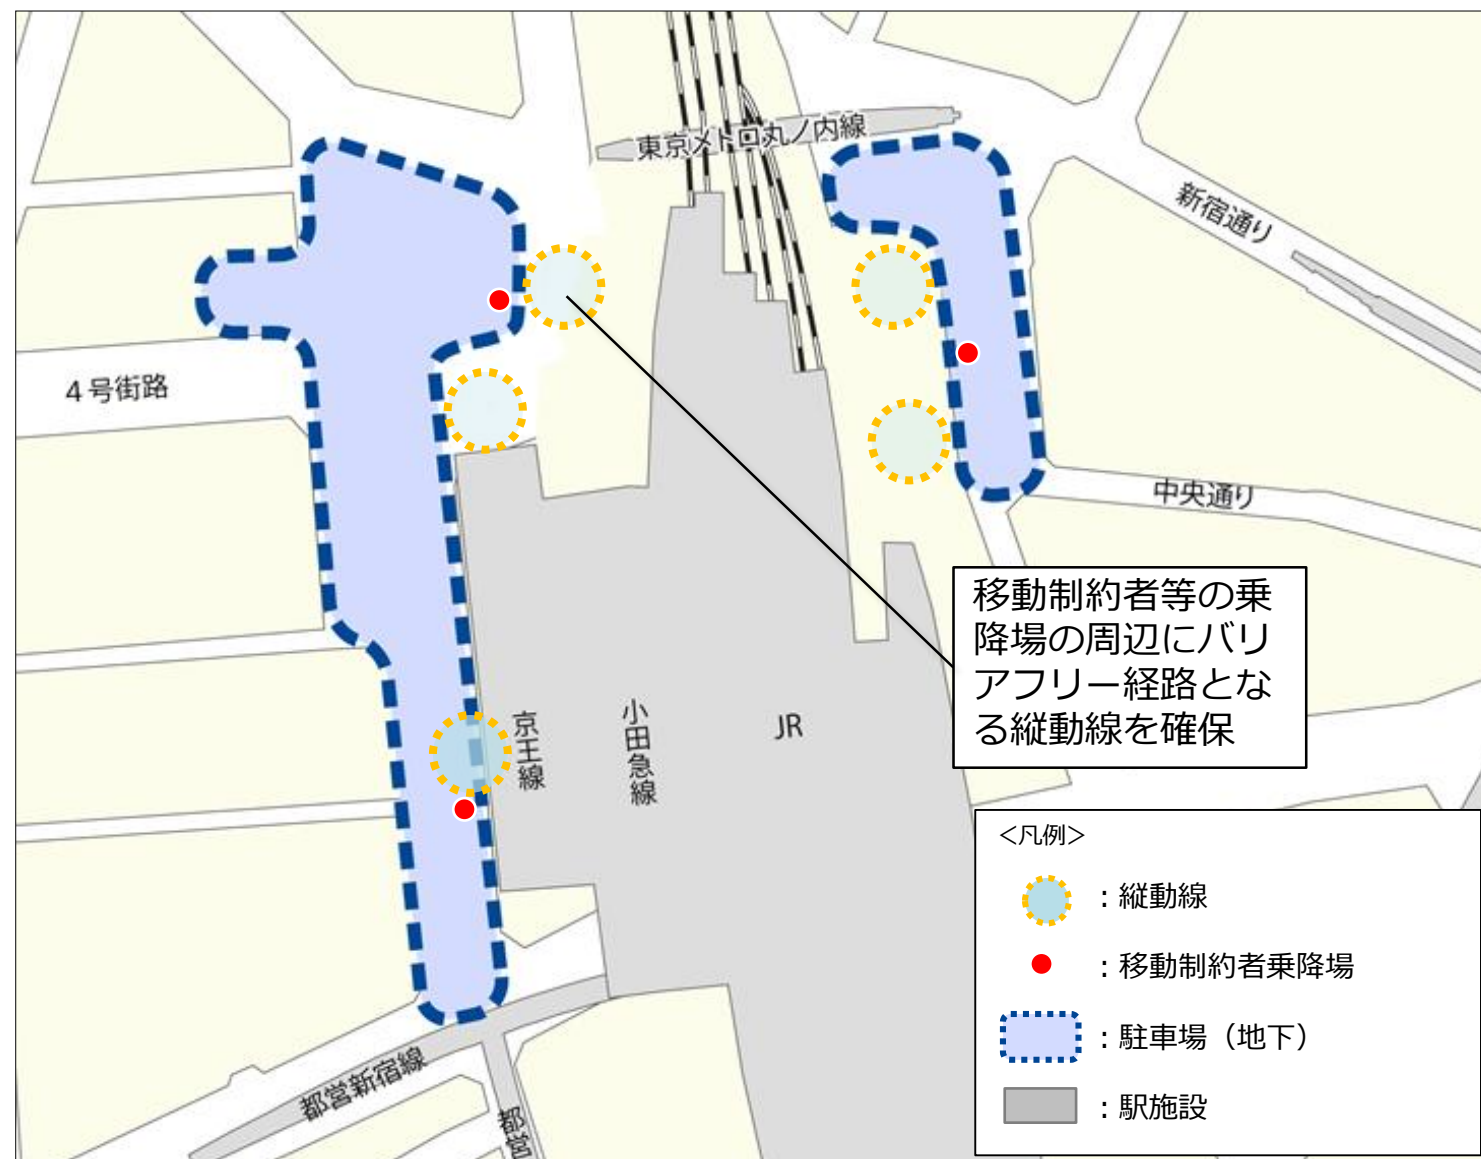 東京メトロ丸ノ内線
新宿通り
4号街路
中央通り
移動制約者等の乗
降場の周辺にバリ
アフリー経路とな
る縦動線を確保
京王線
小田急線
JR
<凡例>
：縦動線
：移動制約者乗降場
：駐車場（地下）
：駅施設
都営新宿線
都営